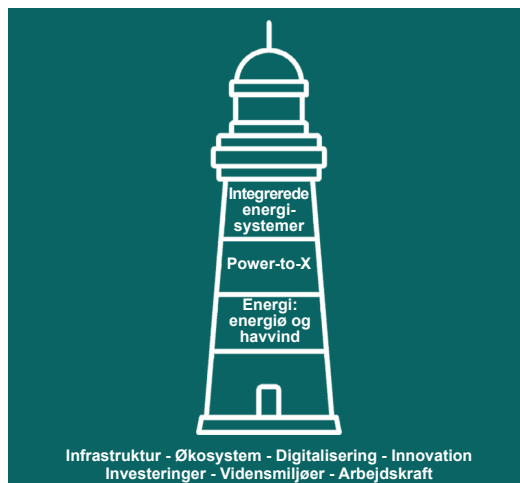 Integrerede
energi-
systemer
Power-to-X
Energi:
energiø og
havvind
Infrastruktur - Økosystem - Digitalisering - Innovation
Investeringer - Vidensmiljøer - Arbejdskraft